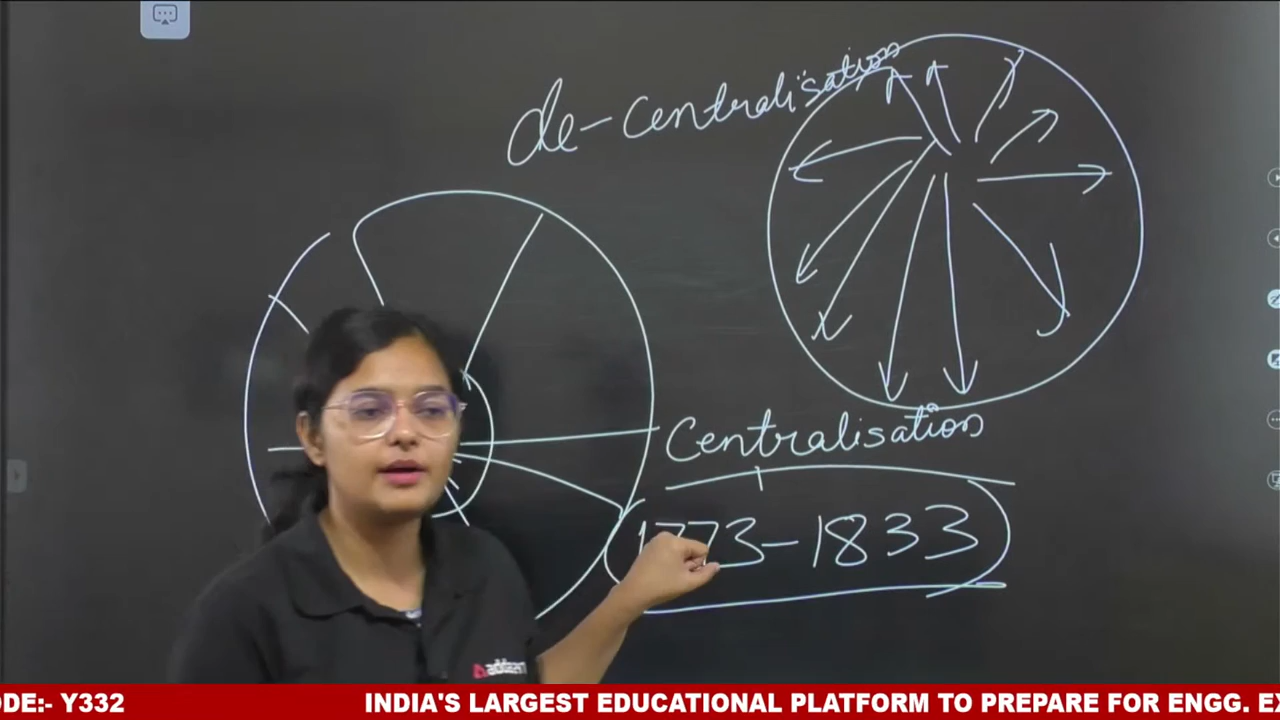 de-centralisation
Centralisation
1773-1833
ODE:- Y332 INDIA'S LARGEST EDUCATIONAL PLATFORM TO PREPARE FOR ENGG. EX